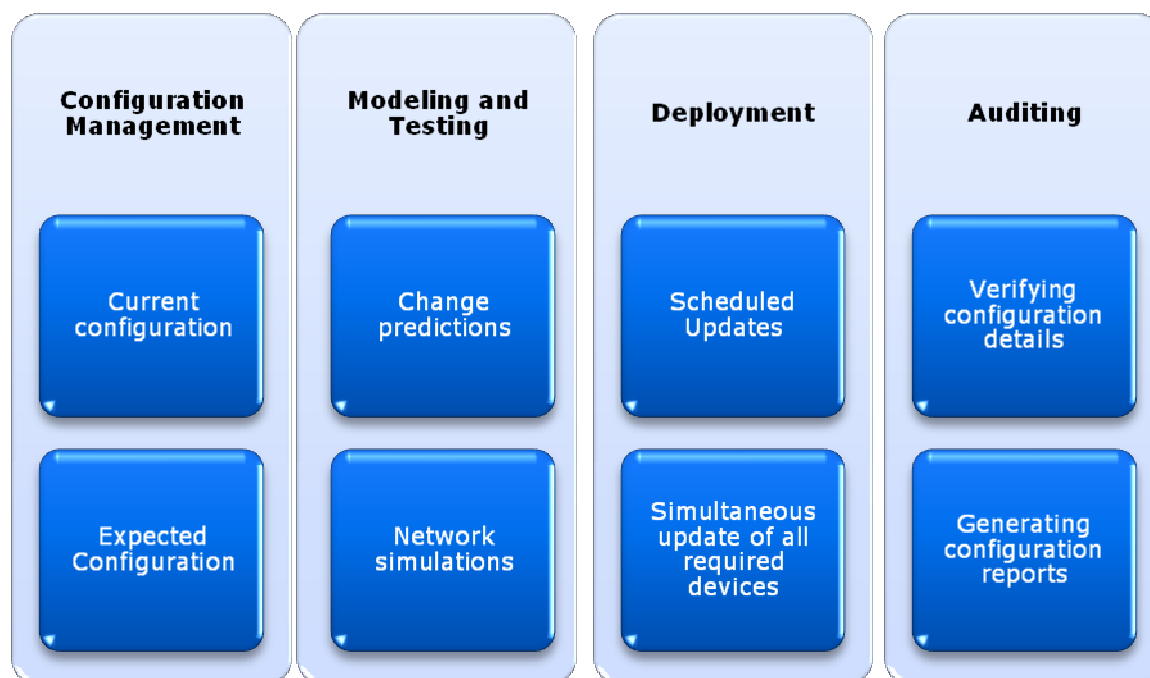 Configuration
Management
Current
configuration
Expected
Configuration
Modeling and
Testing
Change
predictions
Network
simulations
Deployment
Scheduled
Updates
Simultaneous
update of all
required
devices
Auditing
Verifying
configuration
details
Generating
configuration
reports